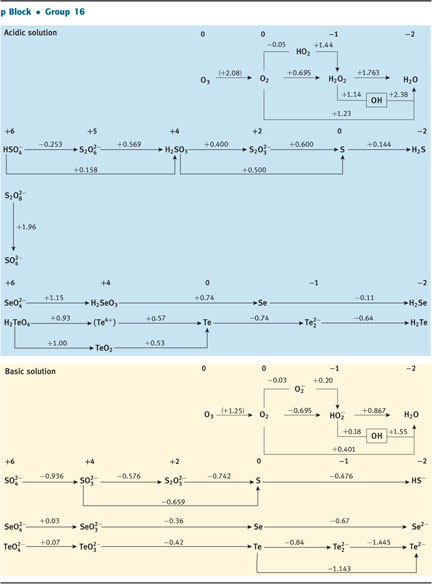 p Block • Group 16
Acidic solution
0 0 −1 −2
−0.05 HO₂ +1.44
O₃ (+2.08) O₂ +0.695 H₂O₂ +1.763 H₂O
+1.14 OH +2.38
+1.23
+6 +5 +4 +2 0 −2
HSO₄⁻ −0.253 S₂O₆²⁻ +0.569 H₂SO₃ +0.400 S₂O₃²⁻ +0.600 S +0.144 H₂S
+0.158 +0.500
S₂O₈²⁻
+1.96
SO₄²⁻
+6 +4 0 −1 −2
SeO₄²⁻ +1.15 H₂SeO₃ +0.74 Se −0.11 H₂Se
H₂TeO₄ +0.93 (Te⁴⁺) +0.57 Te −0.74 Te₂²⁻ −0.64 H₂Te
+1.00 TeO₂ +0.53
Basic solution
0 0 −1 −2
−0.03 O₂⁻ +0.20
O₃ (+1.25) O₂ −0.695 HO₂⁻ +0.867 H₂O
+0.18 OH +1.55
+0.401
+6 +4 +2 0 −1 −2
SO₄²⁻ −0.936 SO₃²⁻ −0.576 S₂O₃²⁻ −0.742 S −0.476 HS⁻
−0.659
SeO₄²⁻ +0.03 SeO₃²⁻ −0.36 Se −0.67 Se²⁻
TeO₄²⁻ +0.07 TeO₃²⁻ −0.42 Te −0.84 Te₂²⁻ −1.445 Te²⁻
−1.143